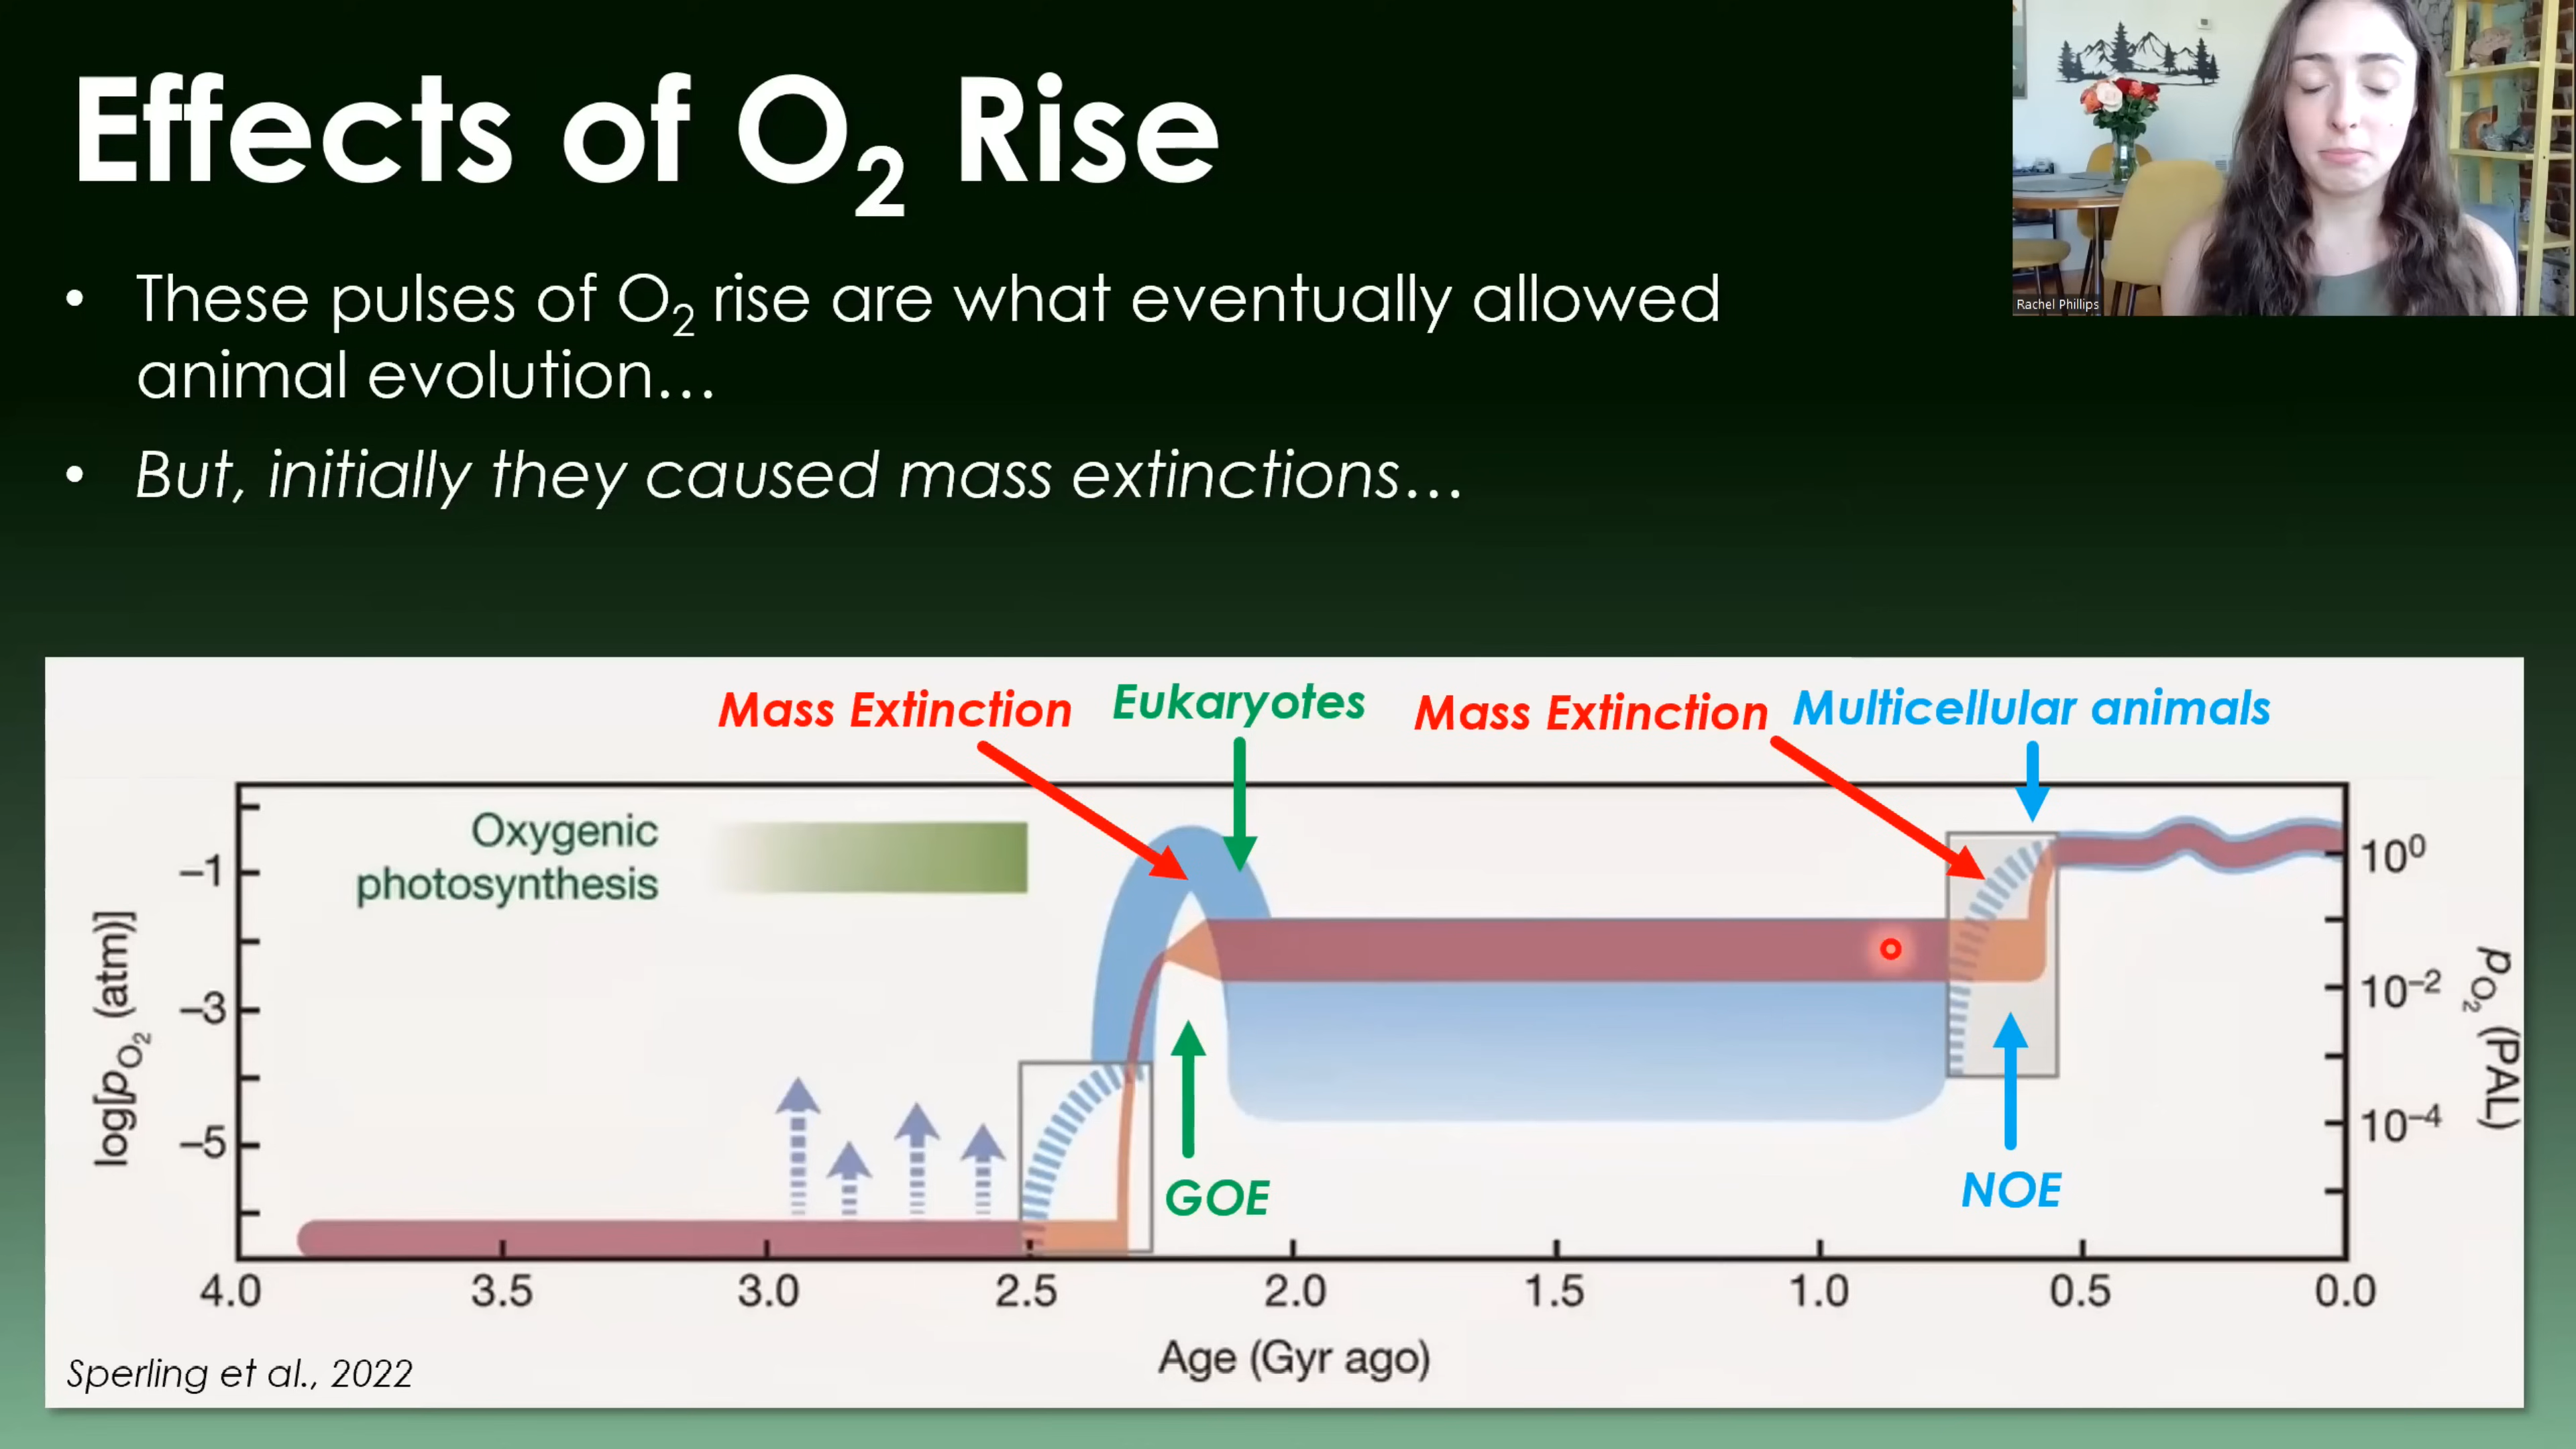 Effects of O₂ Rise
Rachel Phillips
• These pulses of O₂ rise are what eventually allowed
animal evolution...
• But, initially they caused mass extinctions...
Mass Extinction
Eukaryotes
Mass Extinction
Multicellular animals
Oxygenic
photosynthesis
GOE
NOE
log[pO₂ (atm)]
–1
–3
–5
10⁰
10⁻²
10⁻⁴
pO₂ (PAL)
4.0 3.5 3.0 2.5 2.0 1.5 1.0 0.5 0.0
Age (Gyr ago)
Sperling et al., 2022